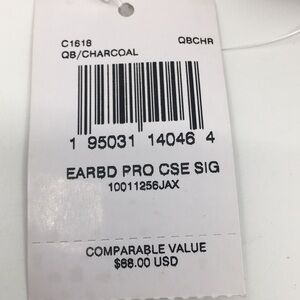 C1618 QBCHR
QB/CHARCOAL
1 95031 14046 4
EARBD PRO CSE SIG
10011256JAX
COMPARABLE VALUE
$68.00 USD